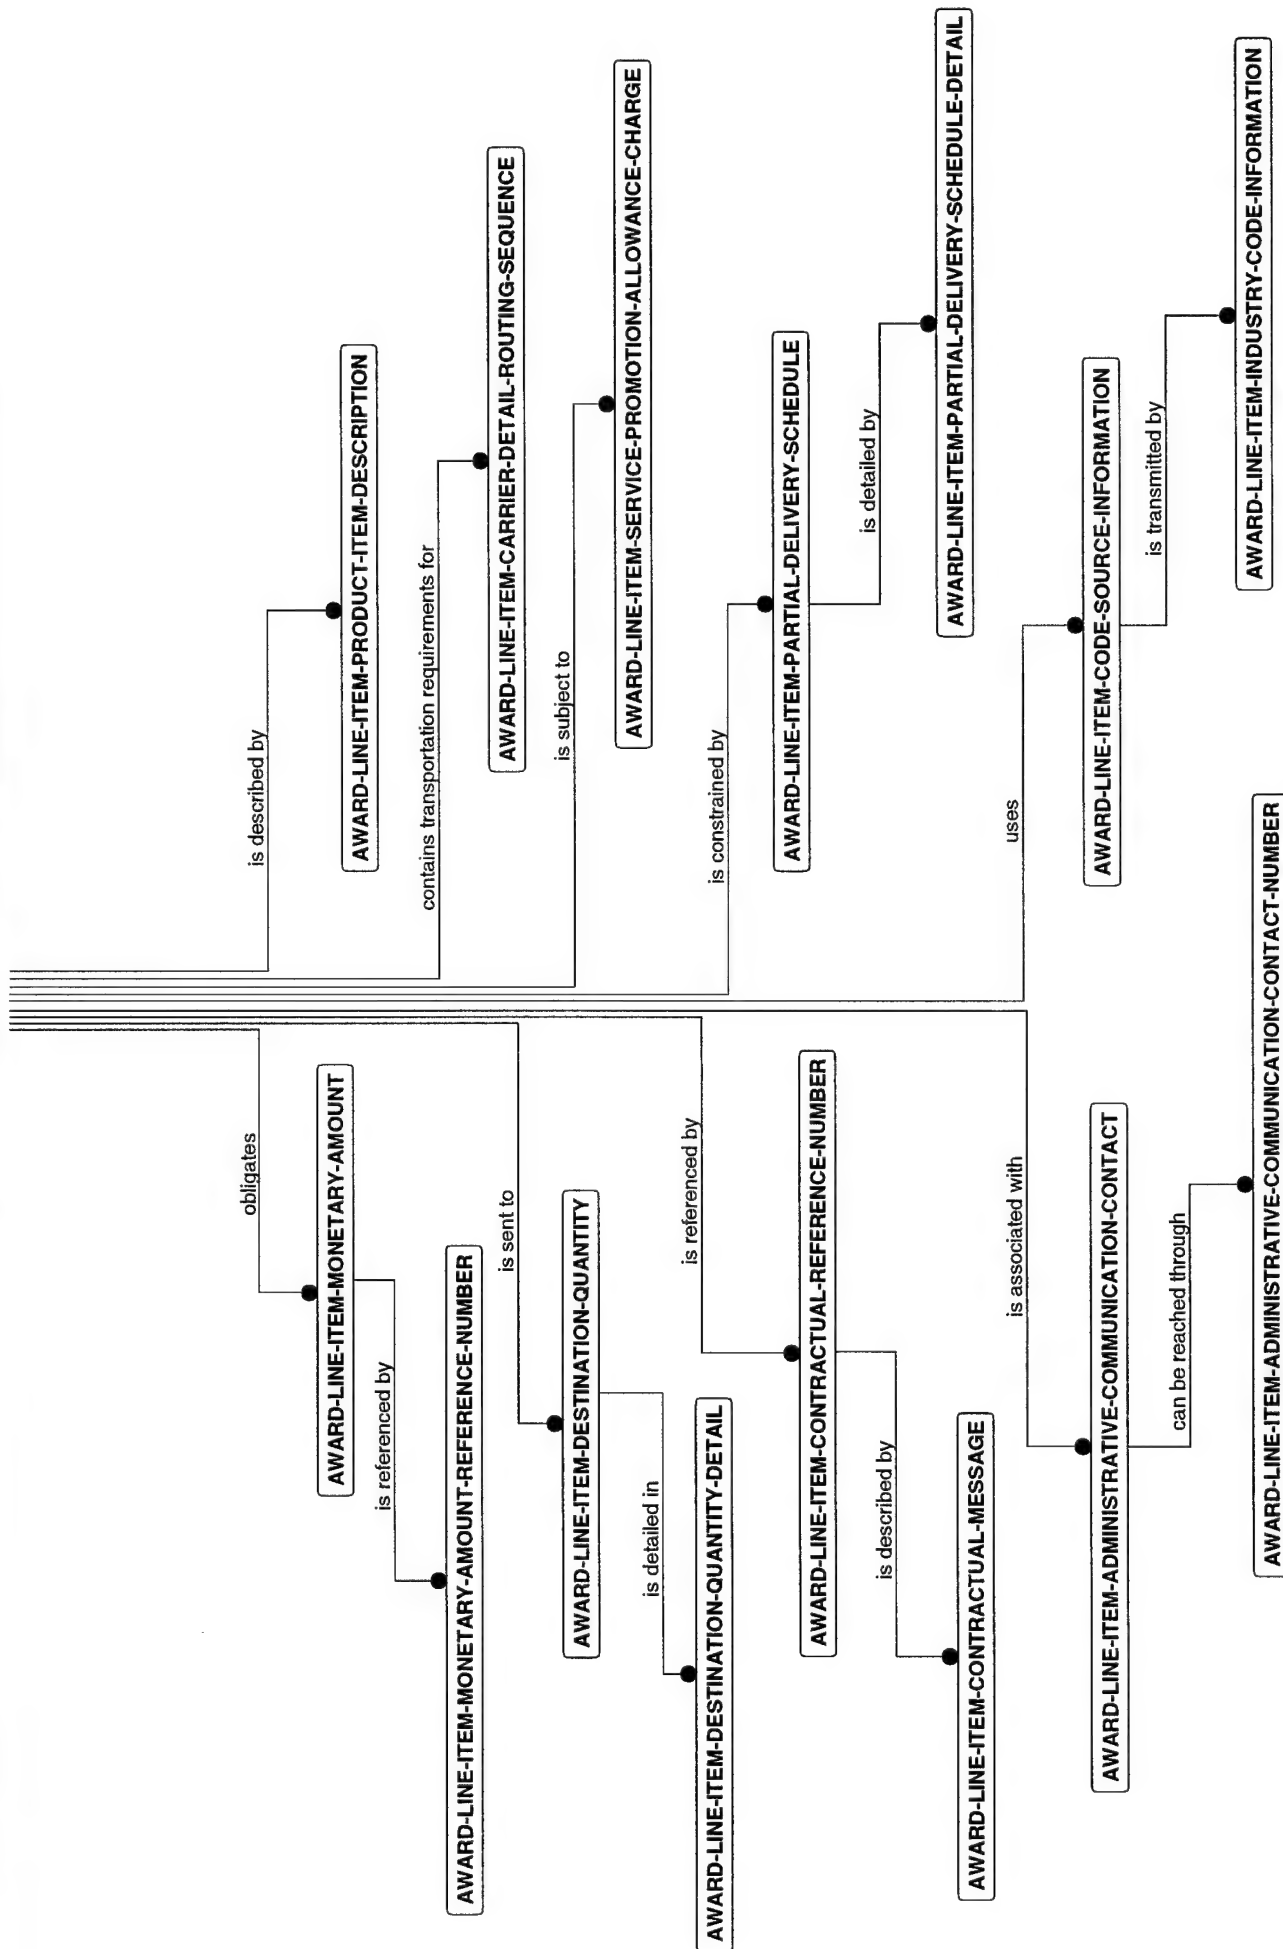 is described by
AWARD-LINE-ITEM-PRODUCT-ITEM-DESCRIPTION
contains transportation requirements for
AWARD-LINE-ITEM-CARRIER-DETAIL-ROUTING-SEQUENCE
is subject to
AWARD-LINE-ITEM-SERVICE-PROMOTION-ALLOWANCE-CHARGE
is constrained by
AWARD-LINE-ITEM-PARTIAL-DELIVERY-SCHEDULE
is detailed by
AWARD-LINE-ITEM-PARTIAL-DELIVERY-SCHEDULE-DETAIL
uses
AWARD-LINE-ITEM-CODE-SOURCE-INFORMATION
is transmitted by
AWARD-LINE-ITEM-INDUSTRY-CODE-INFORMATION
obligates
AWARD-LINE-ITEM-MONETARY-AMOUNT
is referenced by
AWARD-LINE-ITEM-MONETARY-AMOUNT-REFERENCE-NUMBER
is sent to
AWARD-LINE-ITEM-DESTINATION-QUANTITY
is detailed in
AWARD-LINE-ITEM-DESTINATION-QUANTITY-DETAIL
is referenced by
AWARD-LINE-ITEM-CONTRACTUAL-REFERENCE-NUMBER
is described by
AWARD-LINE-ITEM-CONTRACTUAL-MESSAGE
is associated with
AWARD-LINE-ITEM-ADMINISTRATIVE-COMMUNICATION-CONTACT
can be reached through
AWARD-LINE-ITEM-ADMINISTRATIVE-COMMUNICATION-CONTACT-NUMBER